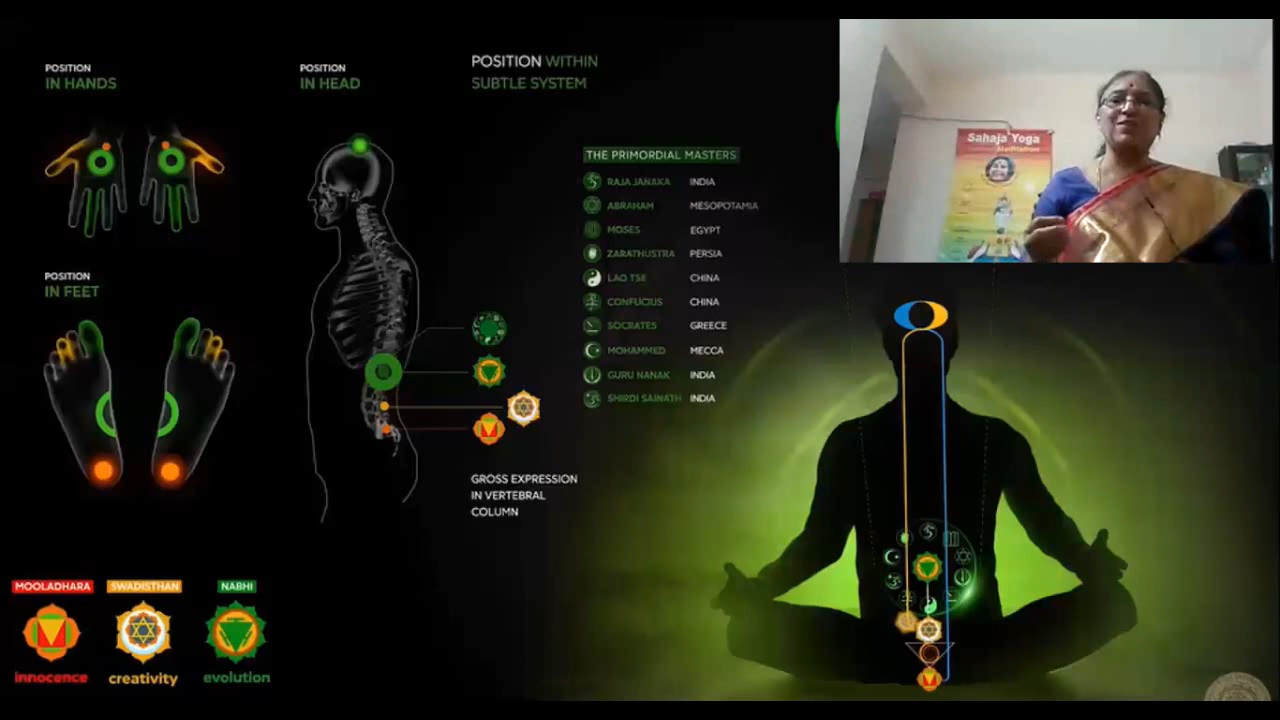 POSITION
IN HANDS
POSITION
IN HEAD
POSITION WITHIN
SUBTLE SYSTEM
THE PRIMORDIAL MASTERS
RAJA JANAKA INDIA
ABRAHAM MESOPOTAMIA
MOSES EGYPT
ZARATHUSTRA PERSIA
LAO TSE CHINA
CONFUCIUS CHINA
SOCRATES GREECE
MOHAMMED MECCA
GURU NANAK INDIA
SHIRDI SAINATH INDIA
POSITION
IN FEET
GROSS EXPRESSION
IN VERTEBRAL
COLUMN
MOOLADHARA
innocence
SWADISTHAN
creativity
NABHI
evolution
Sahaja Yoga
Meditation